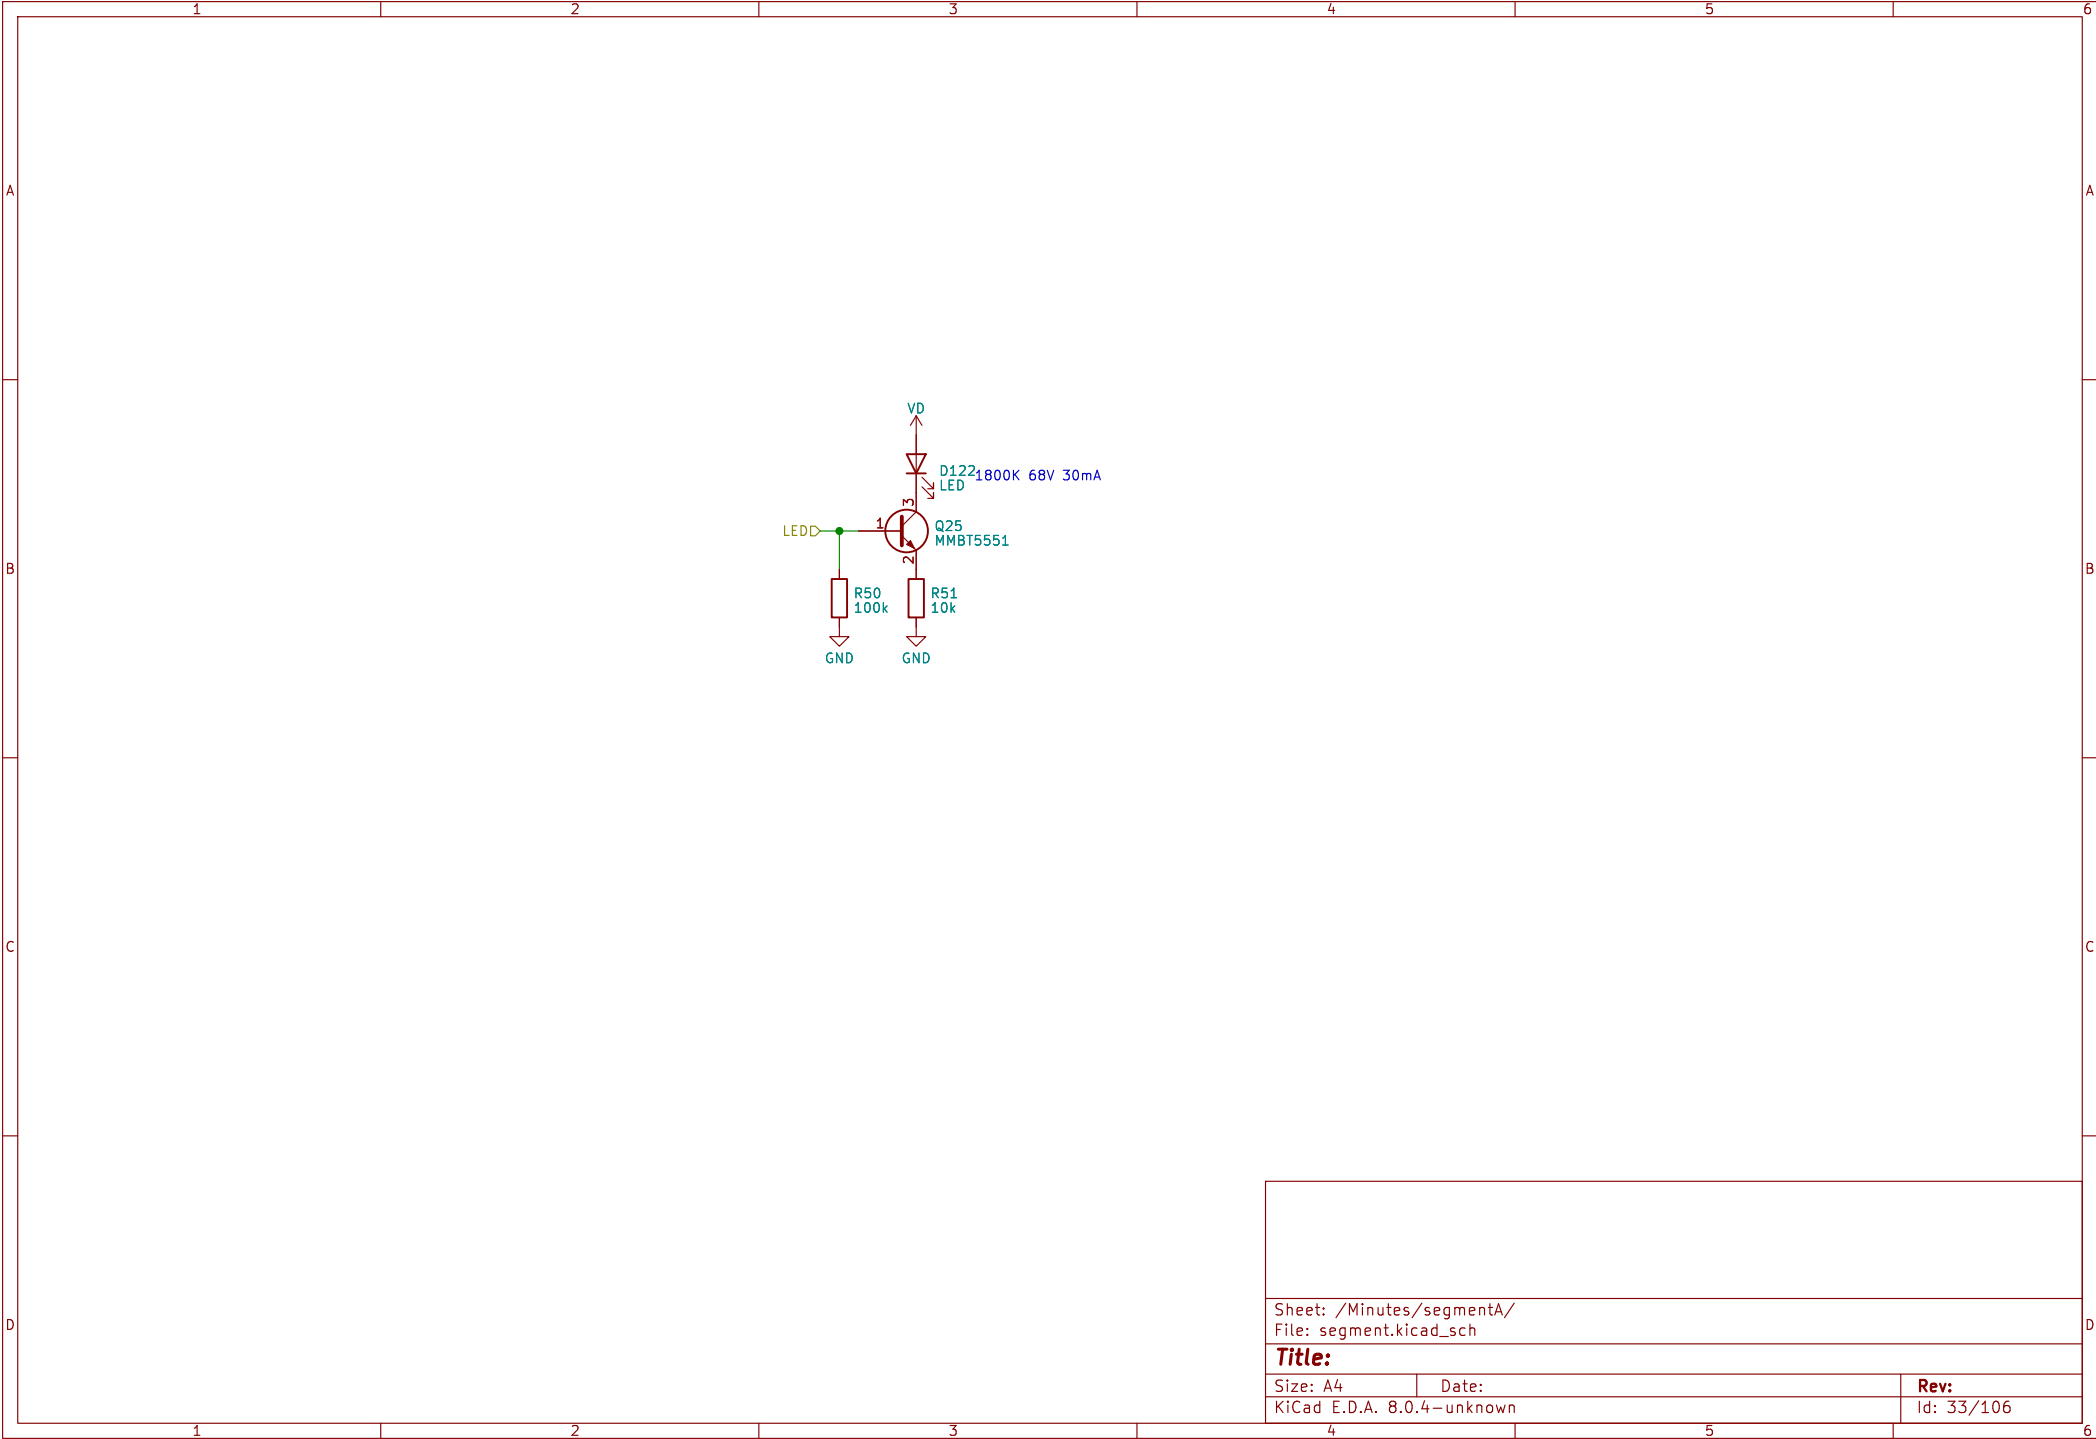 1 2 3 4 5 6
A A
VD
D122
1800K 68V 30mA
LED
3
1
LED
Q25
MMBT5551
2
B B
R50
100k
R51
10k
GND GND
C C
Sheet: /Minutes/segmentA/
File: segment.kicad_sch
D D
Title:
Size: A4 Date: Rev:
KiCad E.D.A. 8.0.4-unknown Id: 33/106
1 2 3 4 5 6